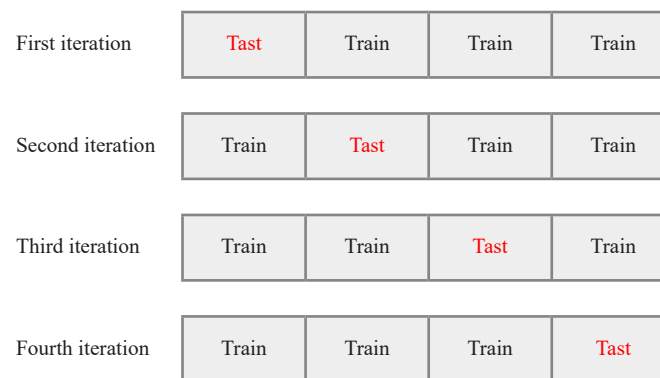 First iteration Tast Train Train Train
Second iteration Train Tast Train Train
Third iteration Train Train Tast Train
Fourth iteration Train Train Train Tast